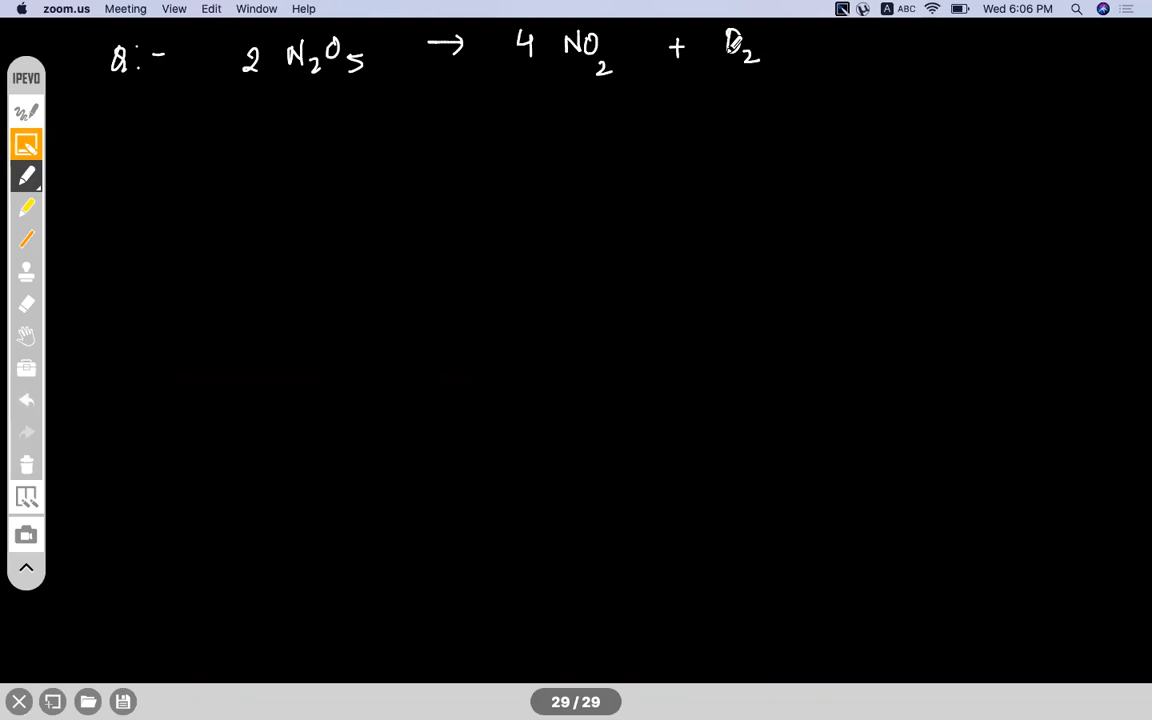 zoom.us Meeting View Edit Window Help A ABC Wed 6:06 PM
Q:- 2 N₂O₅ → 4 NO₂ + O₂
IPEVO
29 / 29